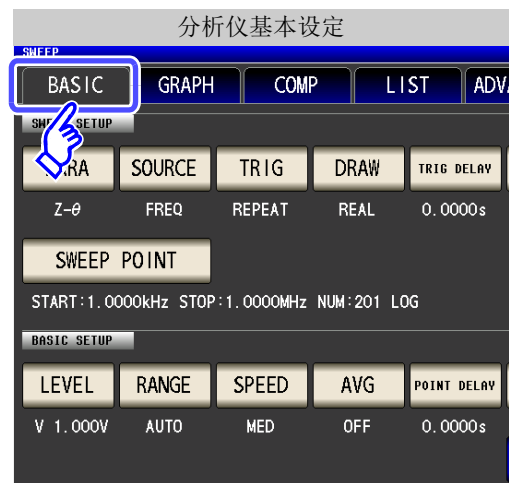 分析仪基本设定
SWEEP
BASIC GRAPH COMP LIST
SETUP
SOURCE TRIG DRAW TRIG DELAY
Z-θ FREQ REPEAT REAL 0.0000s
SWEEP POINT
START:1.0000kHz STOP:1.0000MHz NUM:201 LOG
BASIC SETUP
LEVEL RANGE SPEED AVG POINT DELAY
V 1.000V AUTO MED OFF 0.0000s